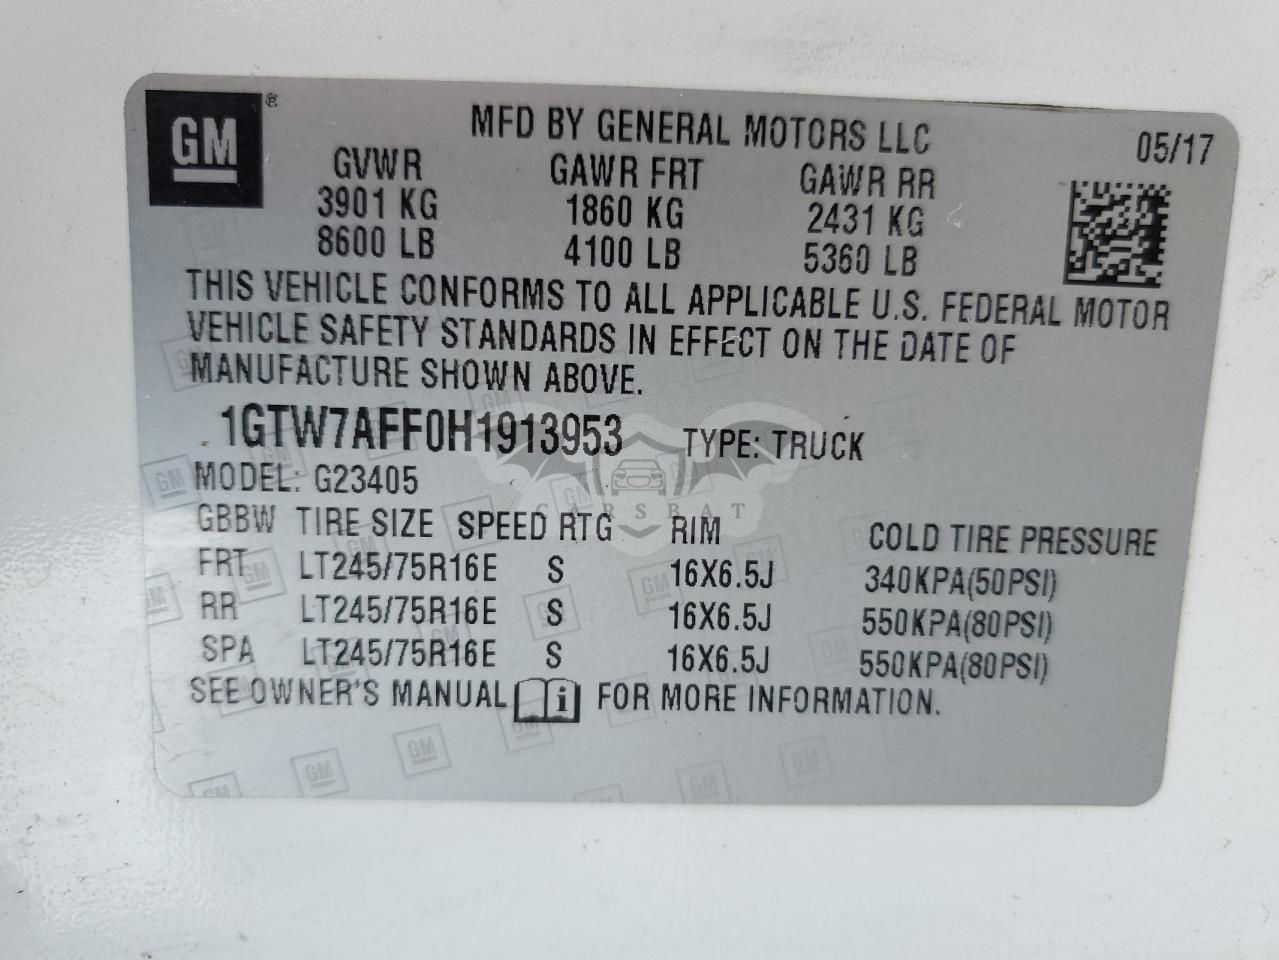 GM ®
MFD BY GENERAL MOTORS LLC
05/17
GVWR GAWR FRT GAWR RR
3901 KG 1860 KG 2431 KG
8600 LB 4100 LB 5360 LB
THIS VEHICLE CONFORMS TO ALL APPLICABLE U.S. FEDERAL MOTOR
VEHICLE SAFETY STANDARDS IN EFFECT ON THE DATE OF
MANUFACTURE SHOWN ABOVE.
1GTW7AFF0H1913953 TYPE: TRUCK
MODEL: G23405
CARSBAT
GBBW TIRE SIZE SPEED RTG RIM COLD TIRE PRESSURE
FRT LT245/75R16E S 16X6.5J 340KPA(50PSI)
RR LT245/75R16E S 16X6.5J 550KPA(80PSI)
SPA LT245/75R16E S 16X6.5J 550KPA(80PSI)
SEE OWNER'S MANUAL i FOR MORE INFORMATION.